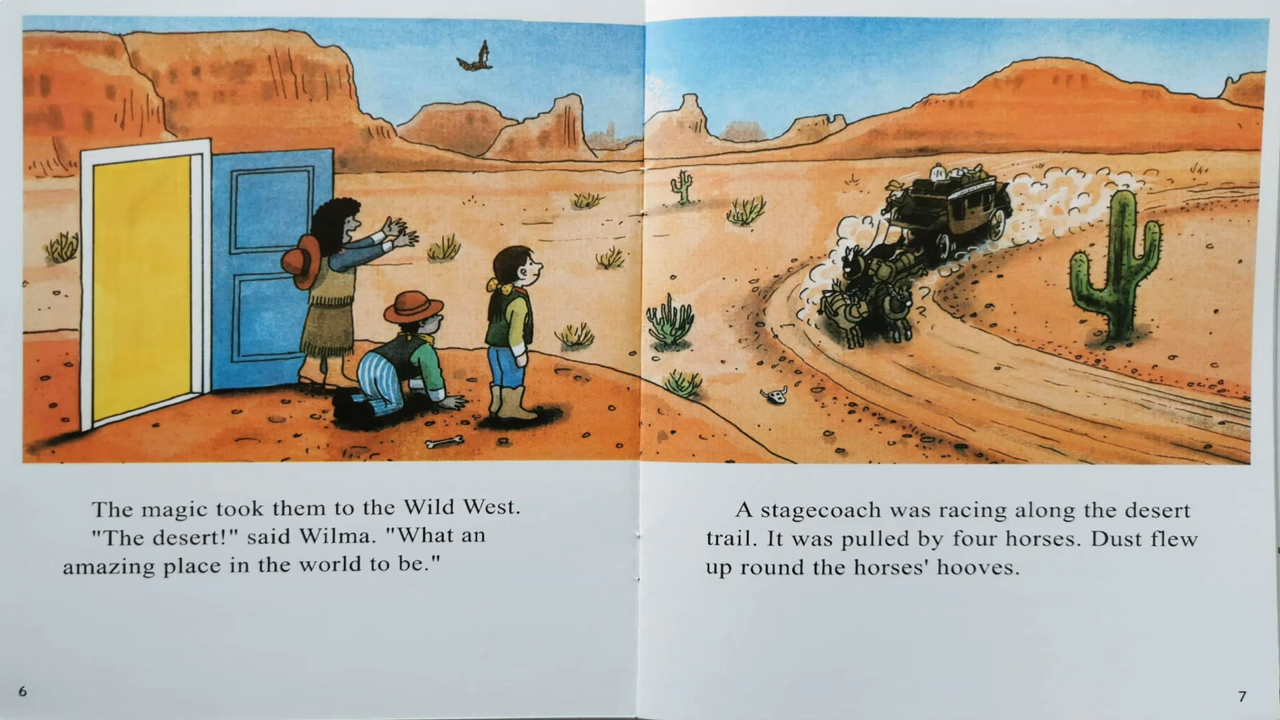 The magic took them to the Wild West.
"The desert!" said Wilma. "What an
amazing place in the world to be."
6
A stagecoach was racing along the desert
trail. It was pulled by four horses. Dust flew
up round the horses' hooves.
7